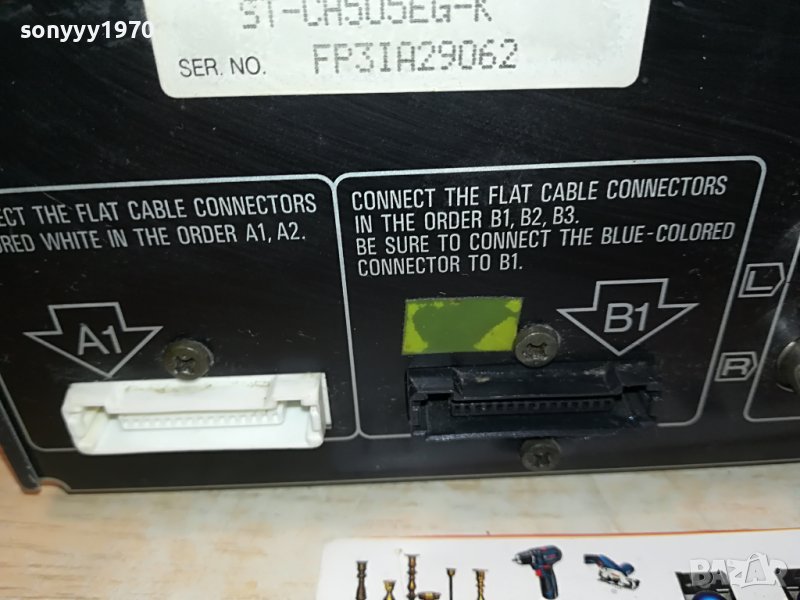 sonyyy1970
ST-CH505EG-K
SER. NO. FP3IA29062
ECT THE FLAT CABLE CONNECTORS
URED WHITE IN THE ORDER A1, A2.
CONNECT THE FLAT CABLE CONNECTORS
IN THE ORDER B1, B2, B3.
BE SURE TO CONNECT THE BLUE-COLORED
CONNECTOR TO B1.
A1
B1
L
R
BAZAR